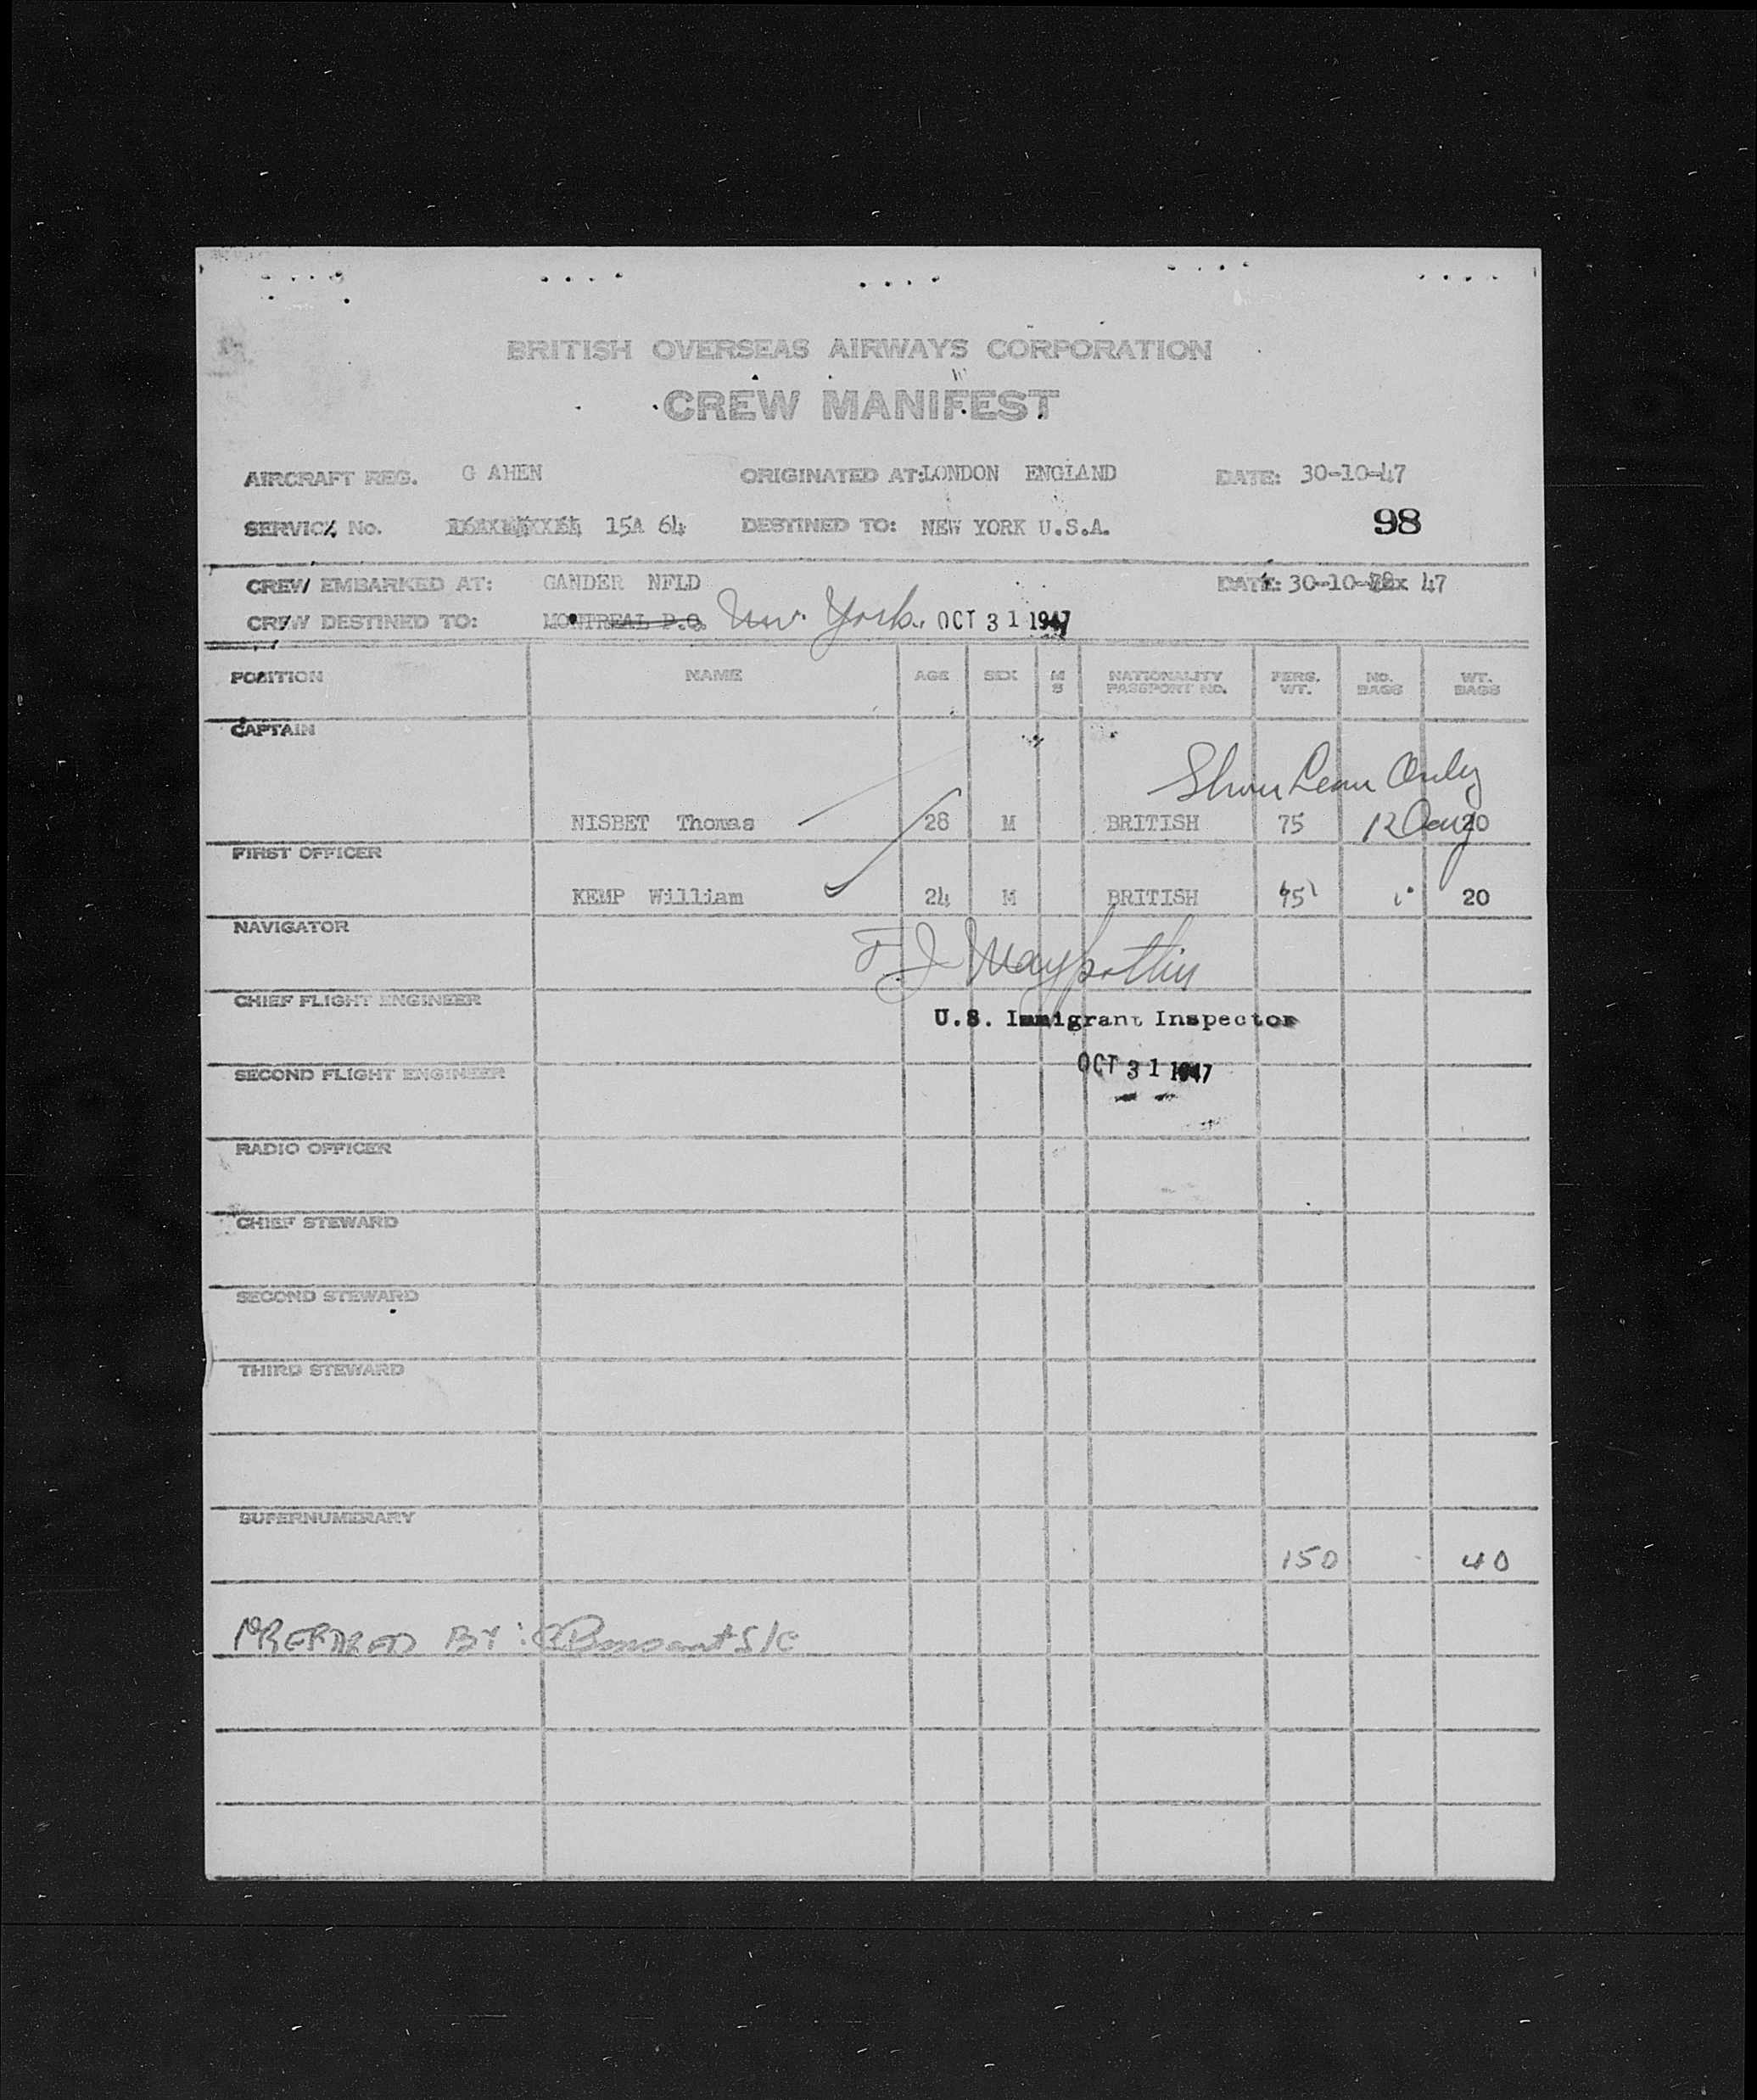 BRITISH OVERSEAS AIRWAYS CORPORATION
CREW MANIFEST
AIRCRAFT REG. G AHEN ORIGINATED AT: LONDON ENGLAND DATE: 30-10-47
SERVICE No. 15A 64 DESTINED TO: NEW YORK U.S.A. 98
CREW EMBARKED AT: GANDER NFLD DATE: 30-10- 47
CREW DESTINED TO: MONTREAL P.Q. New York. OCT 31 1947
POSITION NAME AGE SEX M S NATIONALITY PASSPORT NO. PERS. WT. NO. BAGS WT. BAGS
CAPTAIN
Only
NISBET Thomas 28 M BRITISH 75 20
FIRST OFFICER
KEMP William 24 M BRITISH 75 20
NAVIGATOR
F. J.
CHIEF FLIGHT ENGINEER
U.S. Immigrant Inspector
SECOND FLIGHT ENGINEER
OCT 31 1947
RADIO OFFICER
CHIEF STEWARD
SECOND STEWARD
THIRD STEWARD
SUPERNUMERARY
150 40
PREPARED BY: